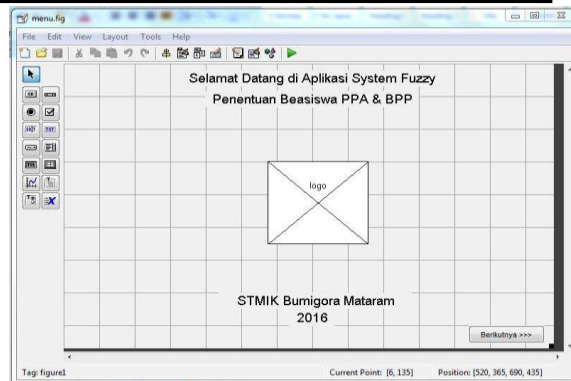 menu.fig
File Edit View Layout Tools Help
Selamat Datang di Aplikasi System Fuzzy
Penentuan Beasiswa PPA & BPP
logo
STMIK Bumigora Mataram
2016
Berikutnya >>>
Tag: figure1 Current Point: [6, 135] Position: [520, 365, 690, 435]